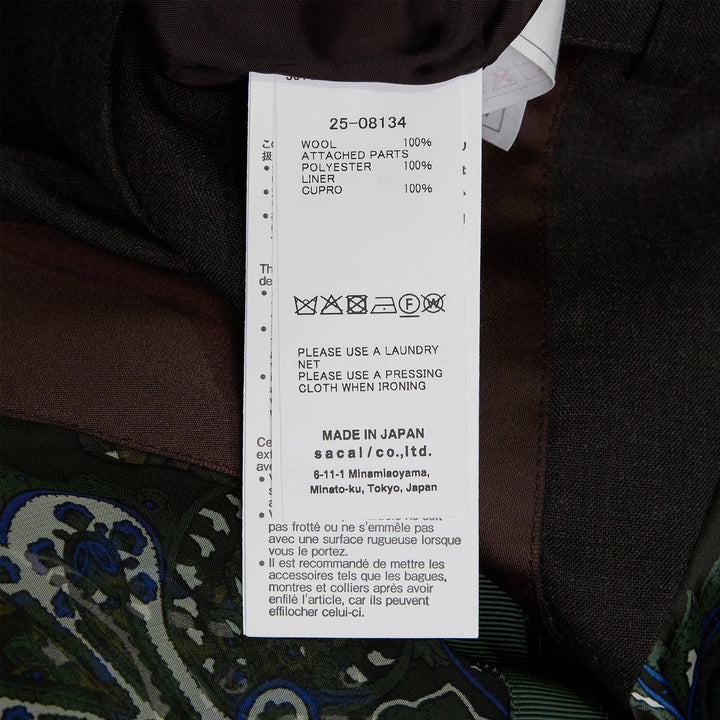 25-08134
WOOL 100%
ATTACHED PARTS
POLYESTER 100%
LINER
CUPRO 100%
F
W
PLEASE USE A LAUNDRY
NET
PLEASE USE A PRESSING
CLOTH WHEN IRONING
MADE IN JAPAN
sacai/co.,ltd.
6-11-1 Minamiaoyama,
Minato-ku, Tokyo, Japan
pas frotté ou ne s'emmêle pas
avec une surface rugueuse lorsque
vous le portez.
• Il est recommandé de mettre les
accessoires tels que les bagues,
montres et colliers après avoir
enfilé l'article, car ils peuvent
effilocher celui-ci.